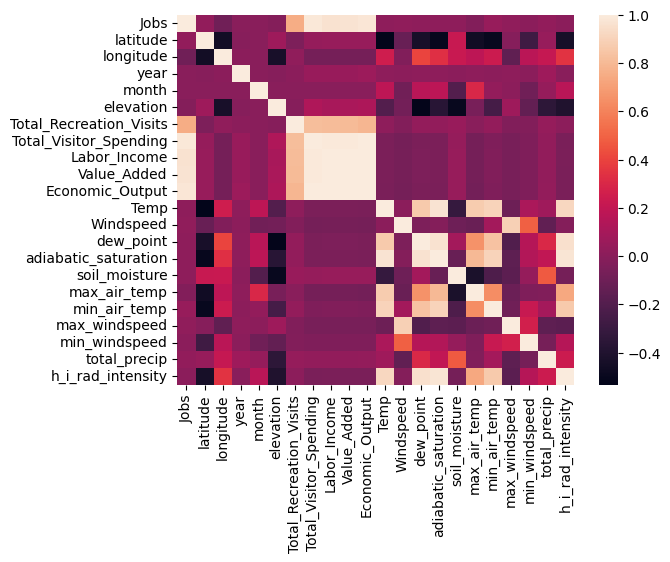 Jobs
latitude
longitude
year
month
elevation
Total_Recreation_Visits
Total_Visitor_Spending
Labor_Income
Value_Added
Economic_Output
Temp
Windspeed
dew_point
adiabatic_saturation
soil_moisture
max_air_temp
min_air_temp
max_windspeed
min_windspeed
total_precip
h_i_rad_intensity
Jobs
latitude
longitude
year
month
elevation
Total_Recreation_Visits
Total_Visitor_Spending
Labor_Income
Value_Added
Economic_Output
Temp
Windspeed
dew_point
adiabatic_saturation
soil_moisture
max_air_temp
min_air_temp
max_windspeed
min_windspeed
total_precip
h_i_rad_intensity
1.0
0.8
0.6
0.4
0.2
0.0
−0.2
−0.4